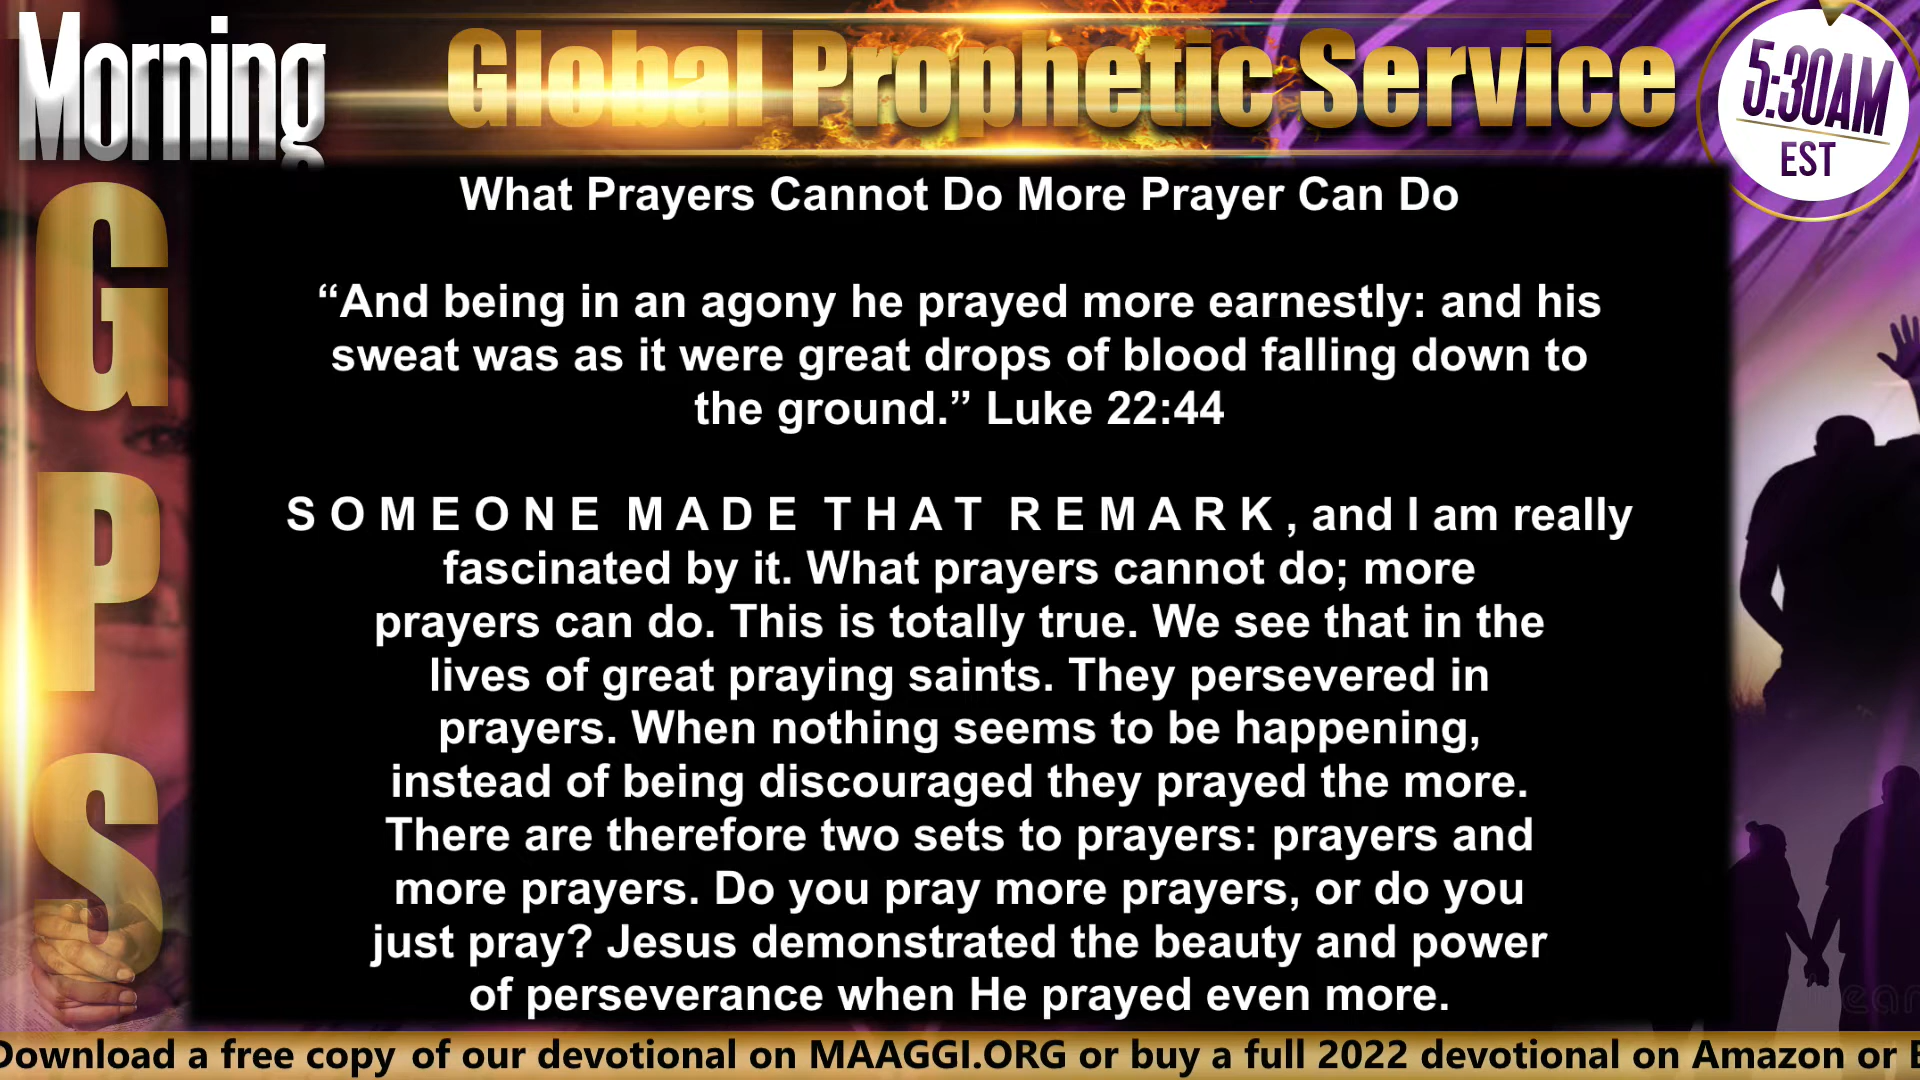 Morning
Global Prophetic Service
5:30AM
EST
GPS
What Prayers Cannot Do More Prayer Can Do
“And being in an agony he prayed more earnestly: and his
sweat was as it were great drops of blood falling down to
the ground.” Luke 22:44
S O M E O N E  M A D E  T H A T  R E M A R K , and I am really
fascinated by it. What prayers cannot do; more
prayers can do. This is totally true. We see that in the
lives of great praying saints. They persevered in
prayers. When nothing seems to be happening,
instead of being discouraged they prayed the more.
There are therefore two sets to prayers: prayers and
more prayers. Do you pray more prayers, or do you
just pray? Jesus demonstrated the beauty and power
of perseverance when He prayed even more.
Download a free copy of our devotional on MAAGGI.ORG or buy a full 2022 devotional on Amazon or